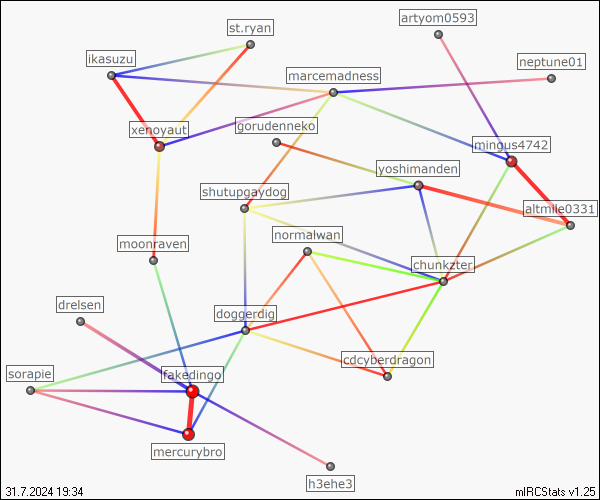 artyom0593
st.ryan
ikasuzu
neptune01
marcemadness
xenoyaut
gorudenneko
mingus4742
yoshimanden
shutupgaydog
altmile0331
normalwan
moonraven
chunkzter
drelsen
doggerdig
cdcyberdragon
sorapie
fakedingo
mercurybro
h3ehe3
31.7.2024 19:34
mIRCStats v1.25